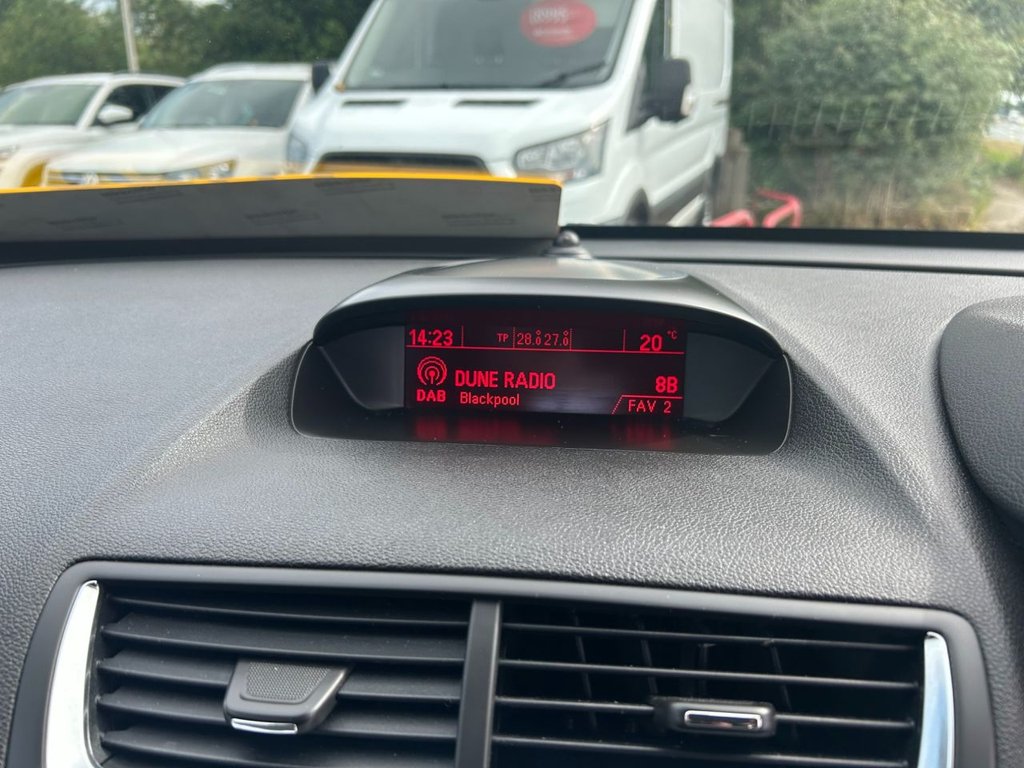 14:23 TP 28.0° 27.0° 20 °C
DUNE RADIO 8B
DAB Blackpool FAV 2